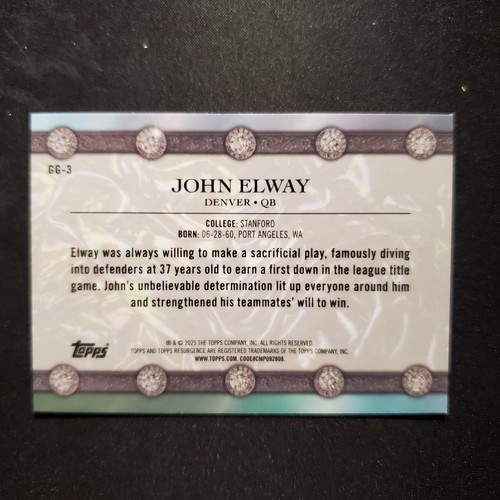 GG-3
JOHN ELWAY
DENVER • QB
COLLEGE: STANFORD
BORN: 06-28-60, PORT ANGELES, WA
Elway was always willing to make a sacrificial play, famously diving
into defenders at 37 years old to earn a first down in the league title
game. John's unbelievable determination lit up everyone around him
and strengthened his teammates' will to win.
Topps
® & © 2025 THE TOPPS COMPANY, INC. ALL RIGHTS RESERVED.
TOPPS AND TOPPS RESURGENCE ARE REGISTERED TRADEMARKS OF THE TOPPS COMPANY, INC.
WWW.TOPPS.COM CODE#CMP092808